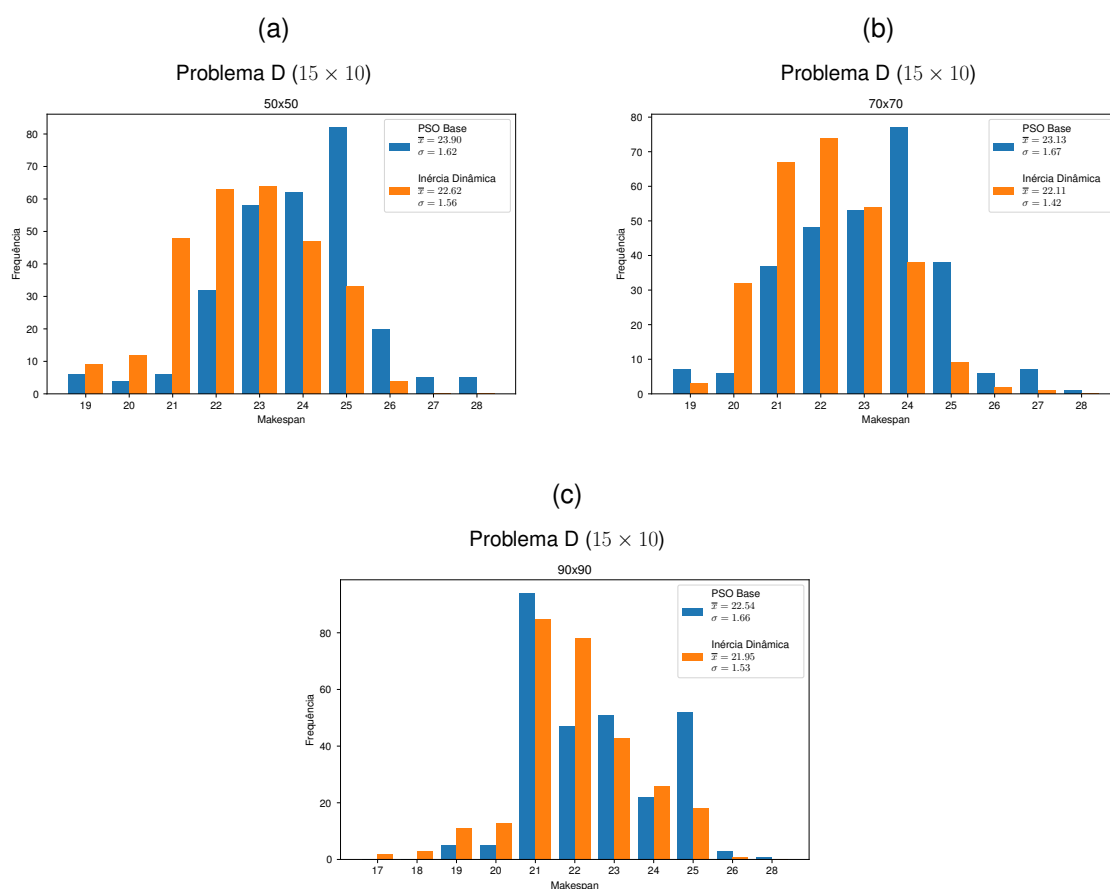 (a)
Problema D (15 × 10)
50x50
PSO Base
x̅ = 23.90
σ = 1.62
Inércia Dinâmica
x̅ = 22.62
σ = 1.56
Frequência
80
70
60
50
40
30
20
10
0
19 20 21 22 23 24 25 26 27 28
Makespan
(b)
Problema D (15 × 10)
70x70
PSO Base
x̅ = 23.13
σ = 1.67
Inércia Dinâmica
x̅ = 22.11
σ = 1.42
Frequência
80
70
60
50
40
30
20
10
0
19 20 21 22 23 24 25 26 27 28
Makespan
(c)
Problema D (15 × 10)
90x90
PSO Base
x̅ = 22.54
σ = 1.66
Inércia Dinâmica
x̅ = 21.95
σ = 1.53
Frequência
80
60
40
20
0
17 18 19 20 21 22 23 24 25 26 28
Makespan